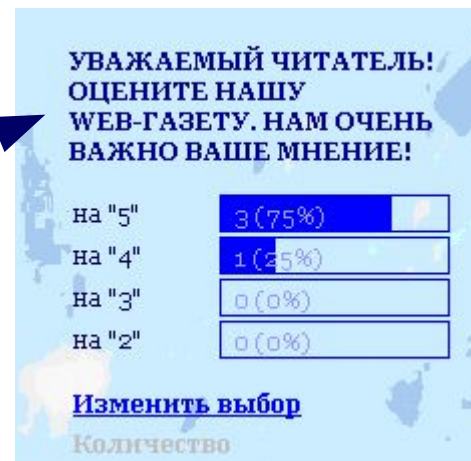 УВАЖАЕМЫЙ ЧИТАТЕЛЬ!
ОЦЕНИТЕ НАШУ
WEB-ГАЗЕТУ. НАМ ОЧЕНЬ
ВАЖНО ВАШЕ МНЕНИЕ!
на "5" 3 (75%)
на "4" 1 (25%)
на "3" 0 (0%)
на "2" 0 (0%)
Изменить выбор
Количество